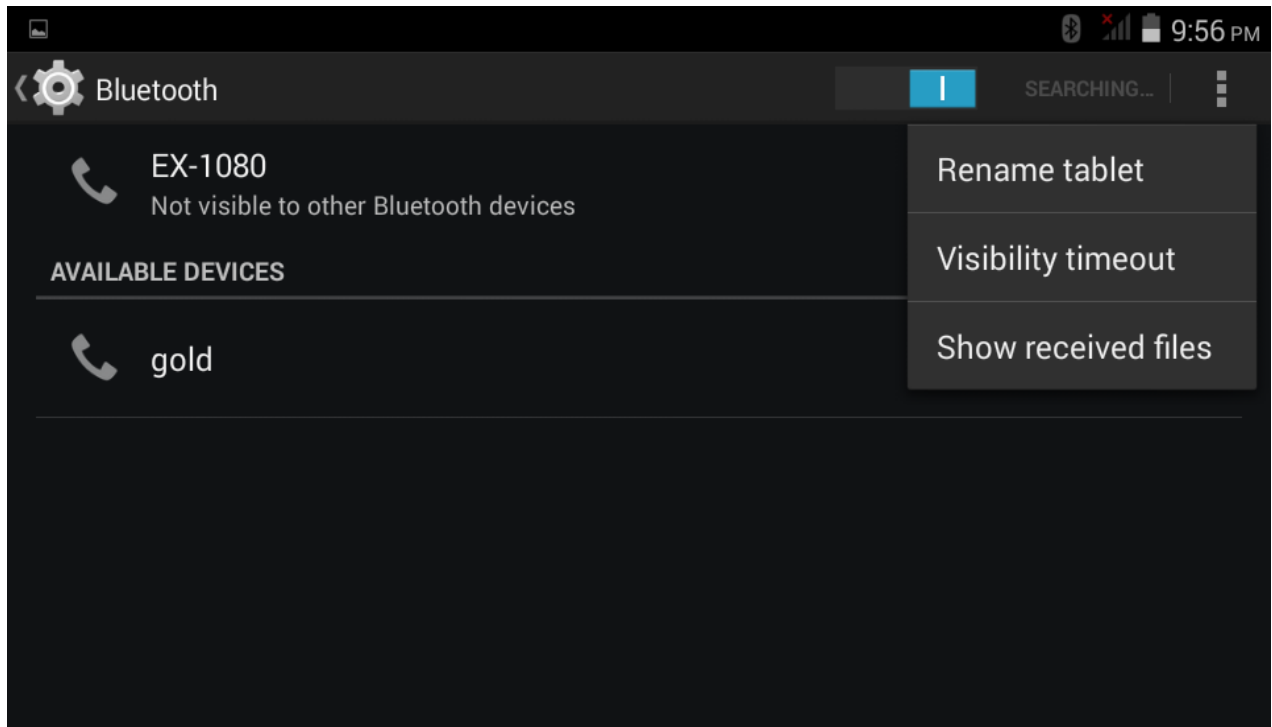 9:56 PM
Bluetooth
SEARCHING...
EX-1080
Not visible to other Bluetooth devices
Rename tablet
Visibility timeout
AVAILABLE DEVICES
Show received files
gold